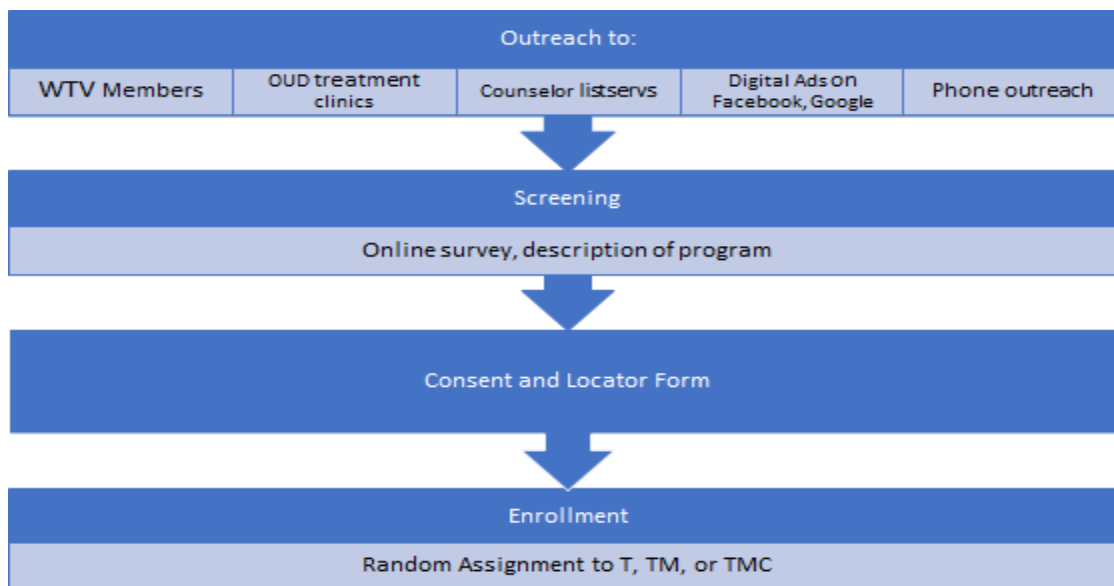 Outreach to:
WTV Members
OUD treatment
clinics
Counselor listservs
Digital Ads on
Facebook, Google
Phone outreach
Screening
Online survey, description of program
Consent and Locator Form
Enrollment
Random Assignment to T, TM, or TMC